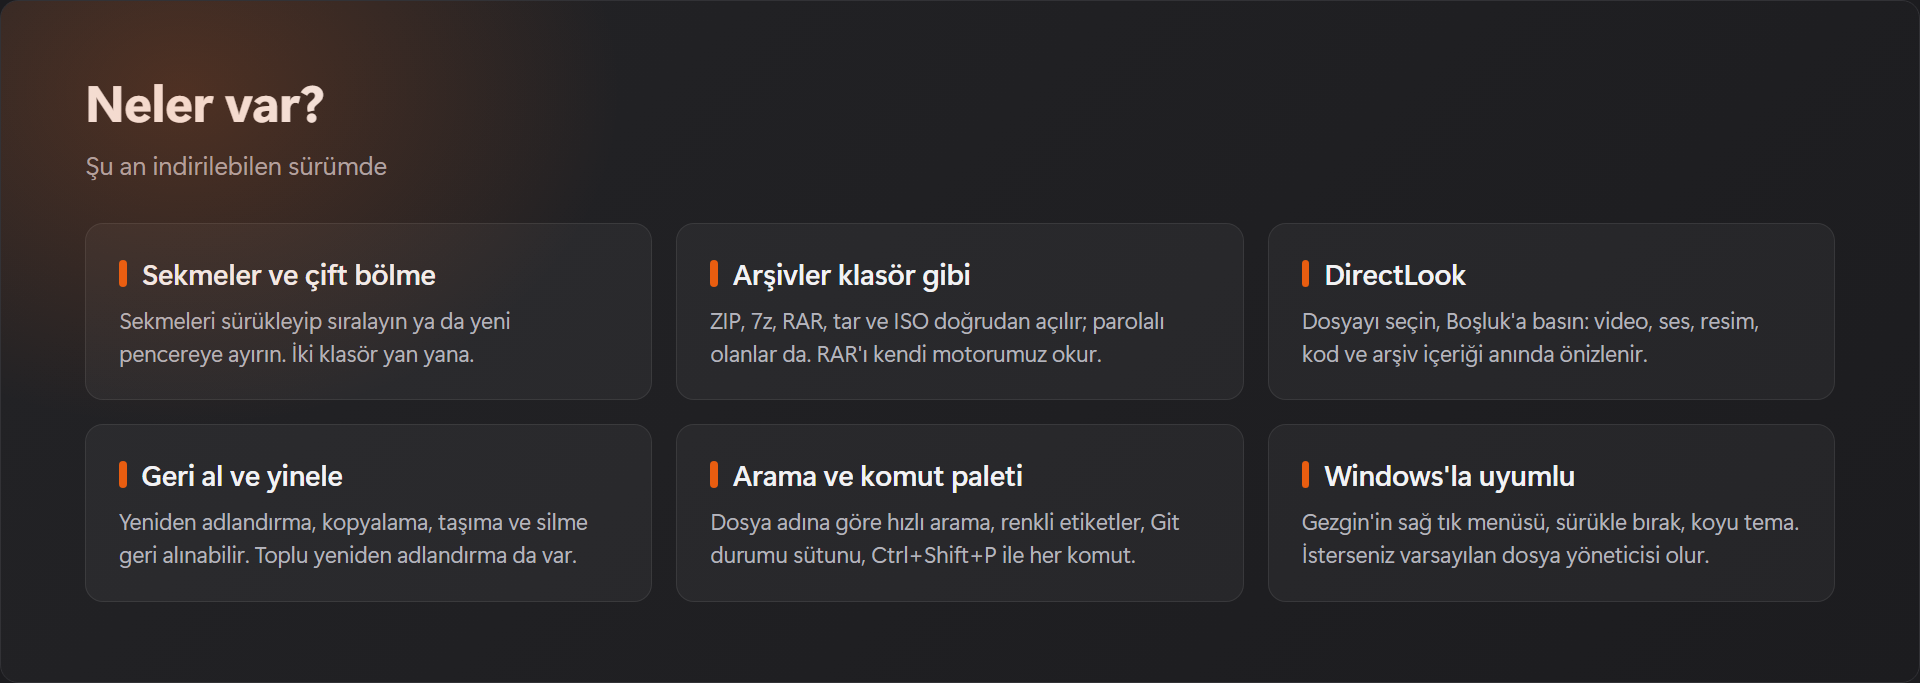 Neler var?
Şu an indirilebilen sürümde
Sekmeler ve çift bölme
Sekmeleri sürükleyip sıralayın ya da yeni
pencereye ayırın. İki klasör yan yana.
Arşivler klasör gibi
ZIP, 7z, RAR, tar ve ISO doğrudan açılır; parolalı
olanlar da. RAR'ı kendi motorumuz okur.
DirectLook
Dosyayı seçin, Boşluk'a basın: video, ses, resim,
kod ve arşiv içeriği anında önizlenir.
Geri al ve yinele
Yeniden adlandırma, kopyalama, taşıma ve silme
geri alınabilir. Toplu yeniden adlandırma da var.
Arama ve komut paleti
Dosya adına göre hızlı arama, renkli etiketler, Git
durumu sütunu, Ctrl+Shift+P ile her komut.
Windows'la uyumlu
Gezgin'in sağ tık menüsü, sürükle bırak, koyu tema.
İsterseniz varsayılan dosya yöneticisi olur.